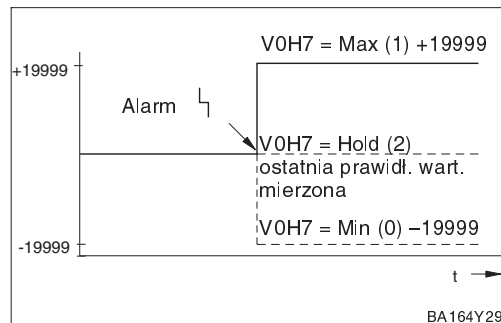 V0H7 = Max (1) +19999
+19999
Alarm
V0H7 = Hold (2)
ostatnia prawidł. wart.
mierzona
V0H7 = Min (0) –19999
-19999
t
BA164Y29